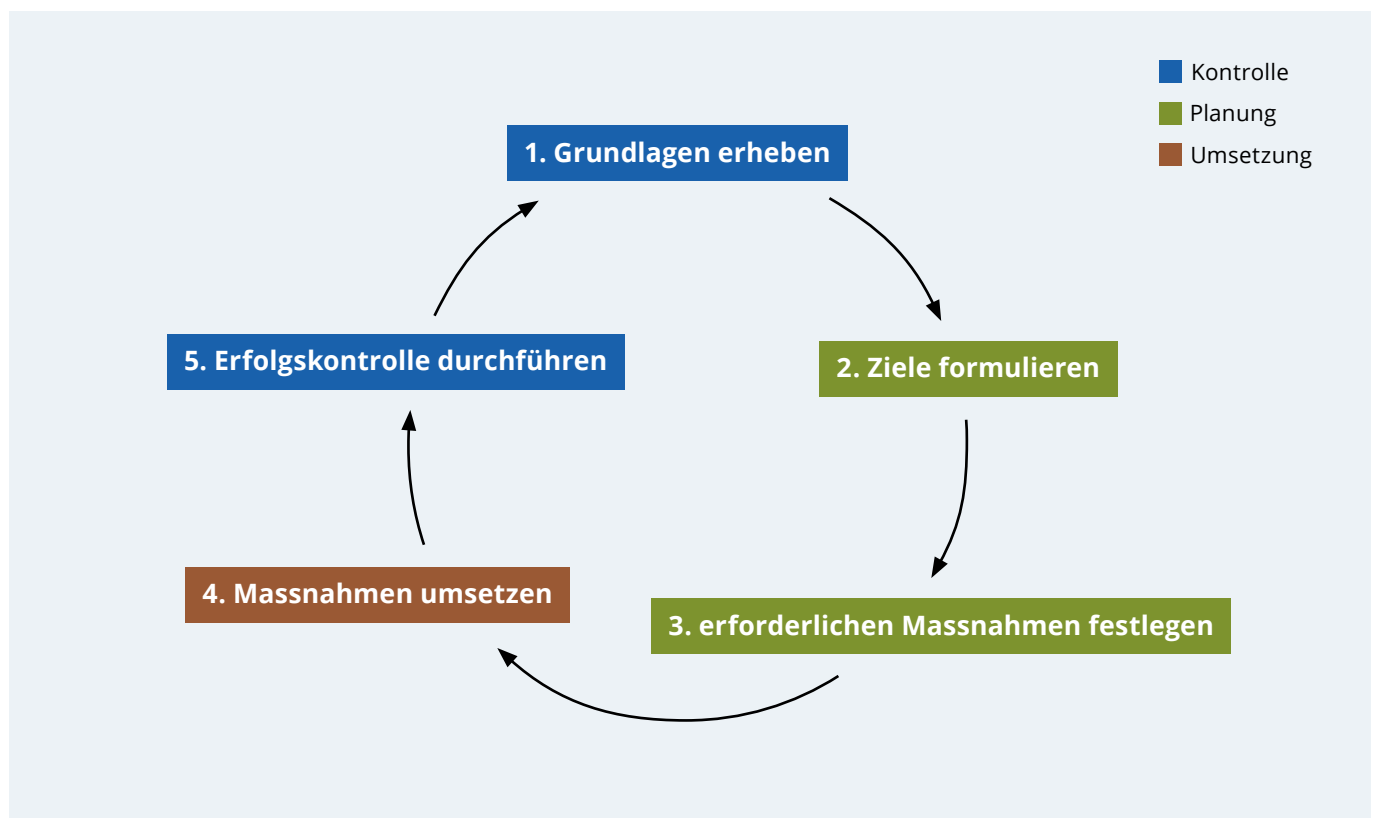 Kontrolle
Planung
Umsetzung
1. Grundlagen erheben
2. Ziele formulieren
3. erforderlichen Massnahmen festlegen
4. Massnahmen umsetzen
5. Erfolgskontrolle durchführen